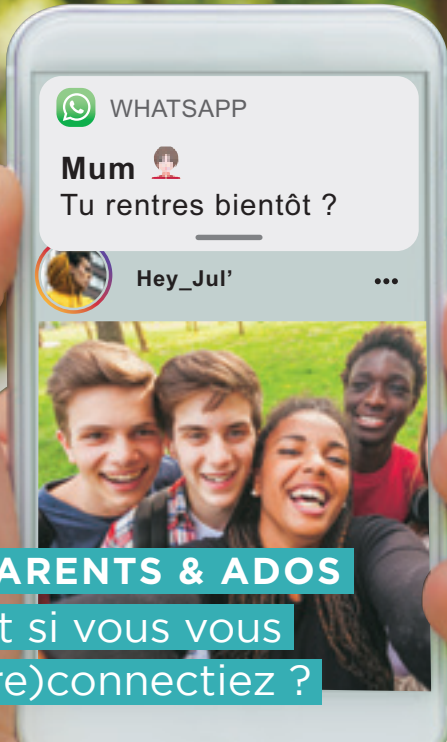 WHATSAPP
Mum
Tu rentres bientôt ?
Hey_Jul’
ARENTS & ADOS
t si vous vous
re)connectiez ?